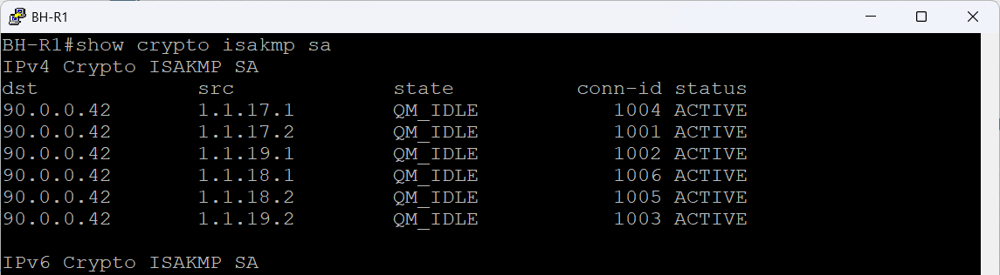 BH-R1
BH-R1#show crypto isakmp sa
IPv4 Crypto ISAKMP SA
dst             src             state          conn-id status
90.0.0.42       1.1.17.1        QM_IDLE           1004 ACTIVE
90.0.0.42       1.1.17.2        QM_IDLE           1001 ACTIVE
90.0.0.42       1.1.19.1        QM_IDLE           1002 ACTIVE
90.0.0.42       1.1.18.1        QM_IDLE           1006 ACTIVE
90.0.0.42       1.1.18.2        QM_IDLE           1005 ACTIVE
90.0.0.42       1.1.19.2        QM_IDLE           1003 ACTIVE
IPv6 Crypto ISAKMP SA